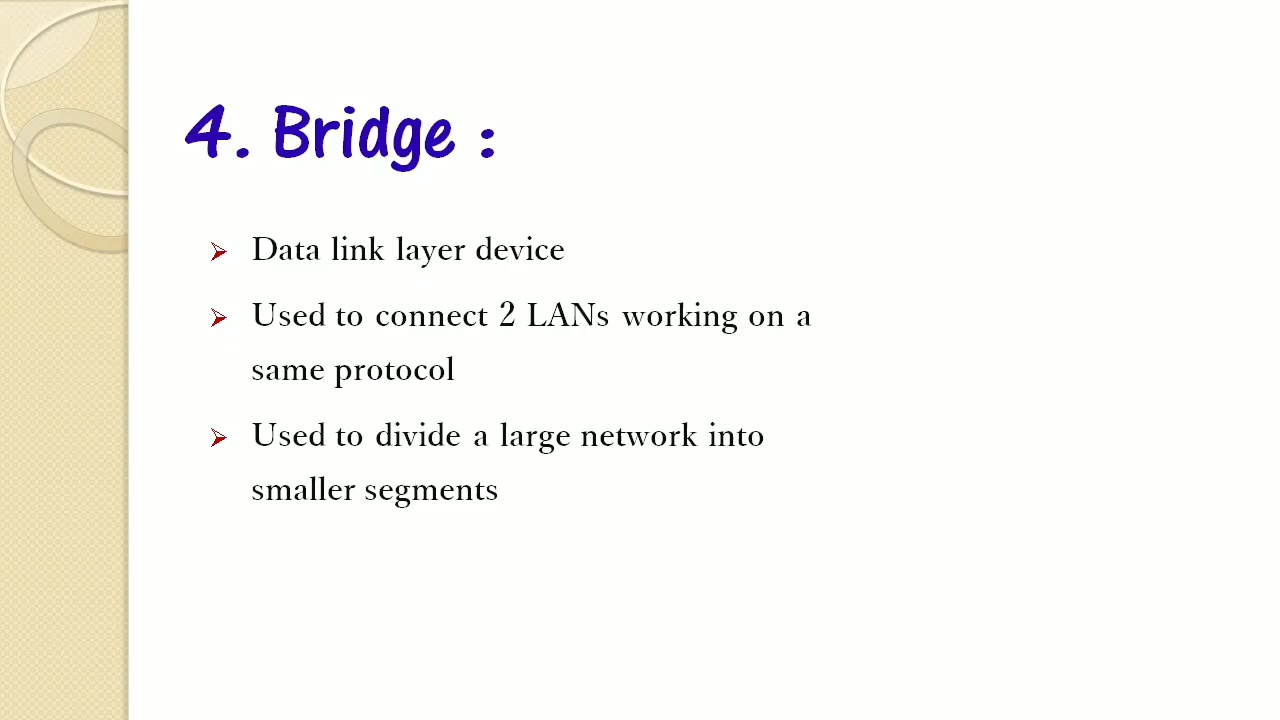 4. Bridge :
➢ Data link layer device
➢ Used to connect 2 LANs working on a
same protocol
➢ Used to divide a large network into
smaller segments